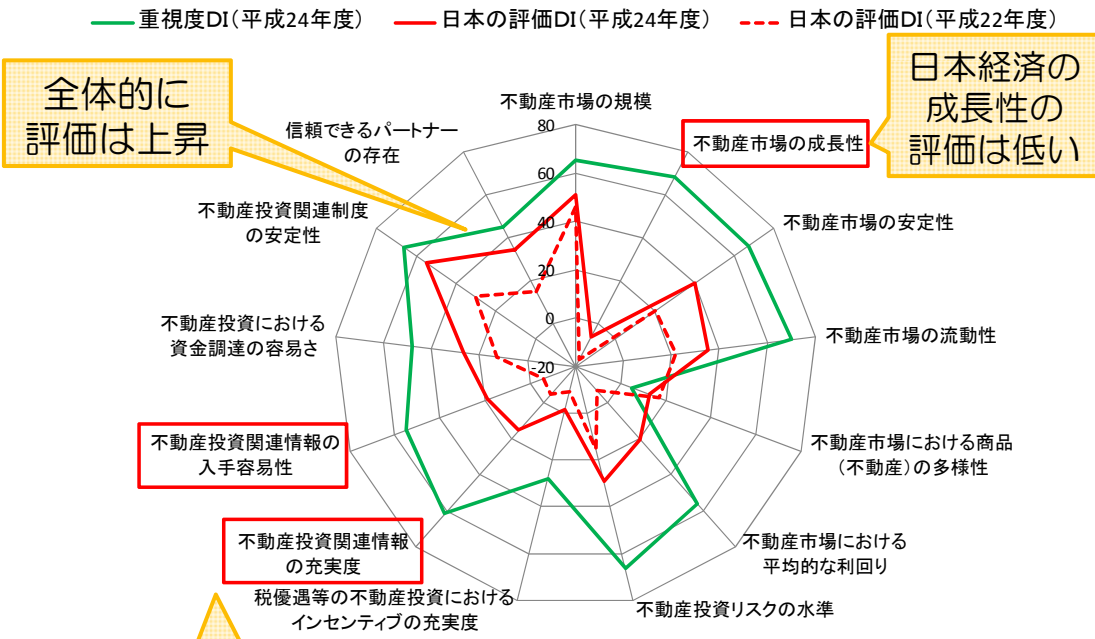 重視度DI(平成24年度)
日本の評価DI(平成24年度)
日本の評価DI(平成22年度)
全体的に
評価は上昇
日本経済の
成長性の
評価は低い
不動産市場の規模
不動産市場の成長性
不動産市場の安定性
不動産市場の流動性
不動産市場における商品
（不動産）の多様性
不動産市場における
平均的な利回り
不動産投資リスクの水準
税優遇等の不動産投資における
インセンティブの充実度
不動産投資関連情報
の充実度
不動産投資関連情報の
入手容易性
不動産投資における
資金調達の容易さ
不動産投資関連制度
の安定性
信頼できるパートナー
の存在
80
60
40
20
0
-20